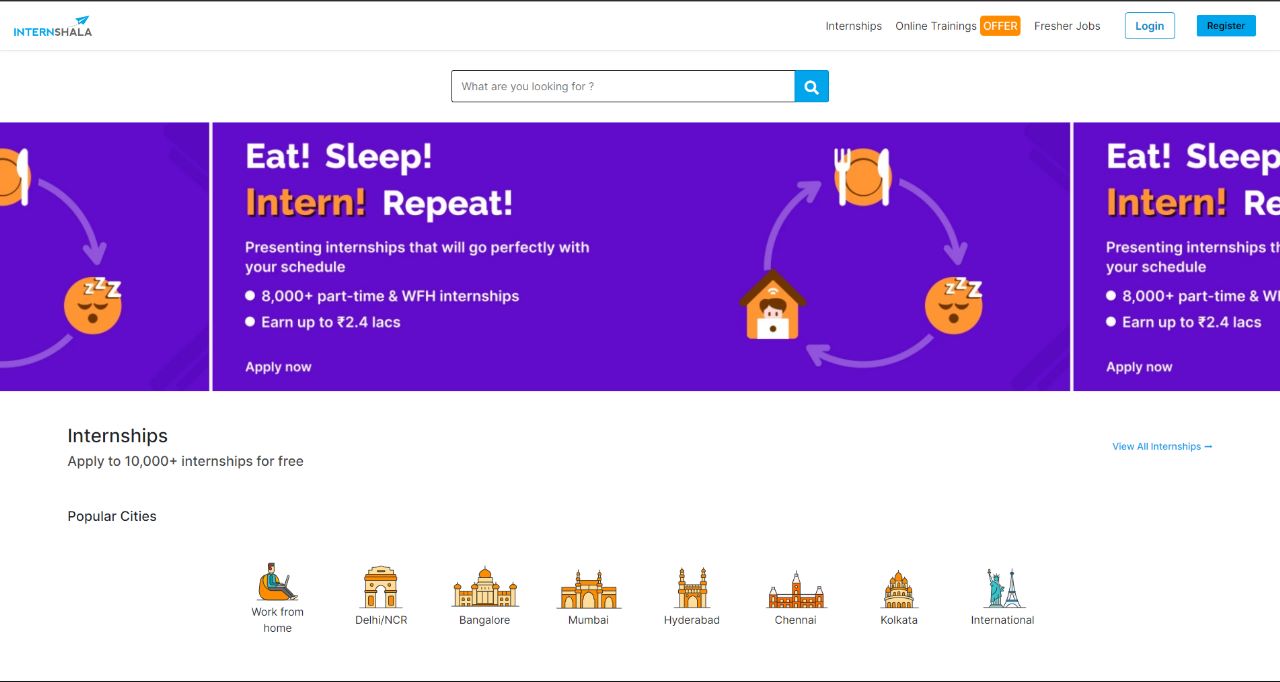 INTERNSHALA
Internships Online Trainings OFFER Fresher Jobs Login Register
What are you looking for ?
Eat! Sleep!
Intern! Repeat!
Presenting internships that will go perfectly with
your schedule
8,000+ part-time & WFH internships
Earn up to ₹2.4 lacs
Apply now
zzZ
zzZ
Eat! Sleep
Intern! Re
Presenting internships th
your schedule
8,000+ part-time & WI
Earn up to ₹2.4 lacs
Apply now
Internships
Apply to 10,000+ internships for free
View All Internships →
Popular Cities
Work from
home
Delhi/NCR
Bangalore
Mumbai
Hyderabad
Chennai
Kolkata
International